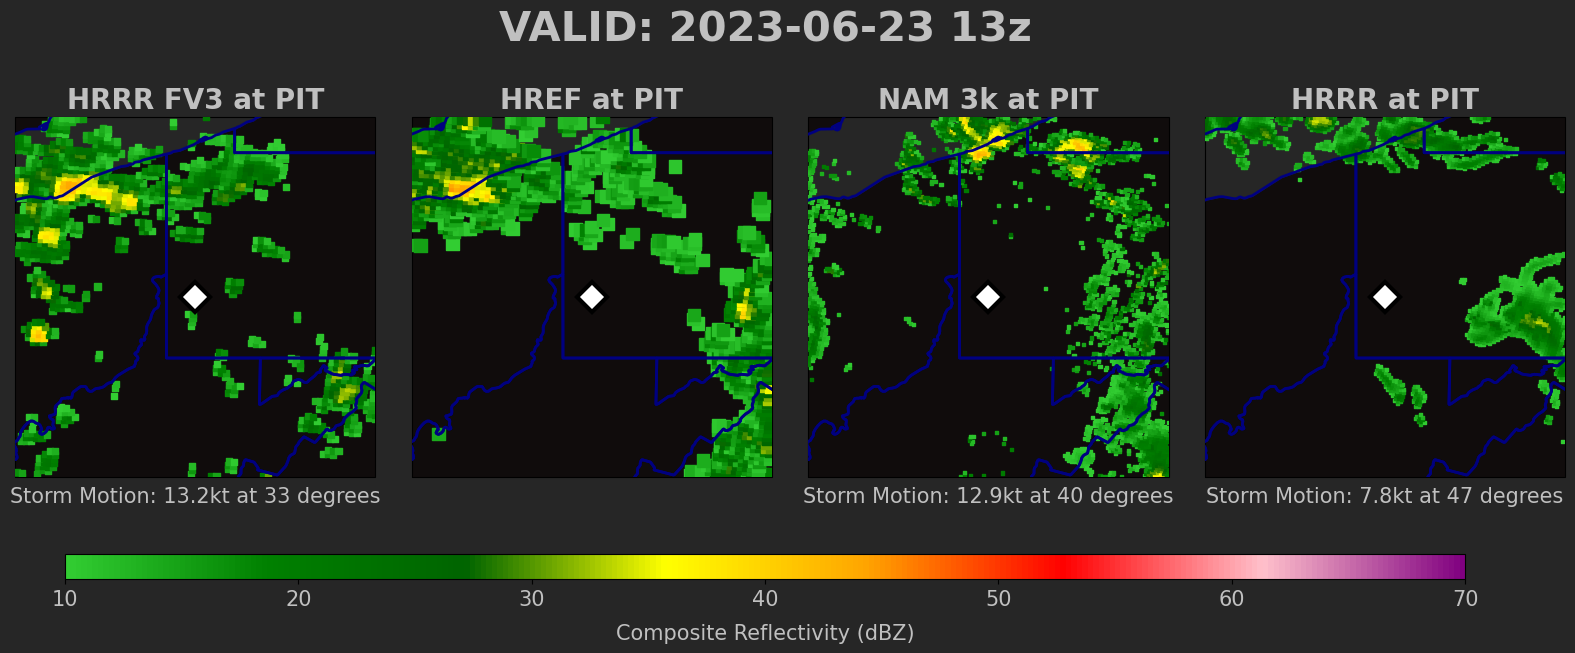 VALID: 2023-06-23 13z
HRRR FV3 at PIT
HREF at PIT
NAM 3k at PIT
HRRR at PIT
Storm Motion: 13.2kt at 33 degrees
Storm Motion: 12.9kt at 40 degrees
Storm Motion: 7.8kt at 47 degrees
10 20 30 40 50 60 70
Composite Reflectivity (dBZ)